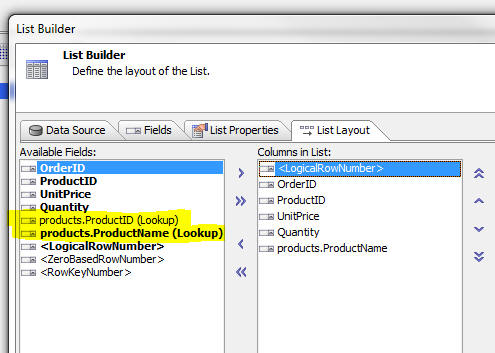 List Builder
List Builder
Define the layout of the List.
Data Source
Fields
List Properties
List Layout
Available Fields:
OrderID
ProductID
UnitPrice
Quantity
products.ProductID (Lookup)
products.ProductName (Lookup)
<LogicalRowNumber>
<ZeroBasedRowNumber>
<RowKeyNumber>
Columns in List:
<LogicalRowNumber>
OrderID
ProductID
UnitPrice
Quantity
products.ProductName